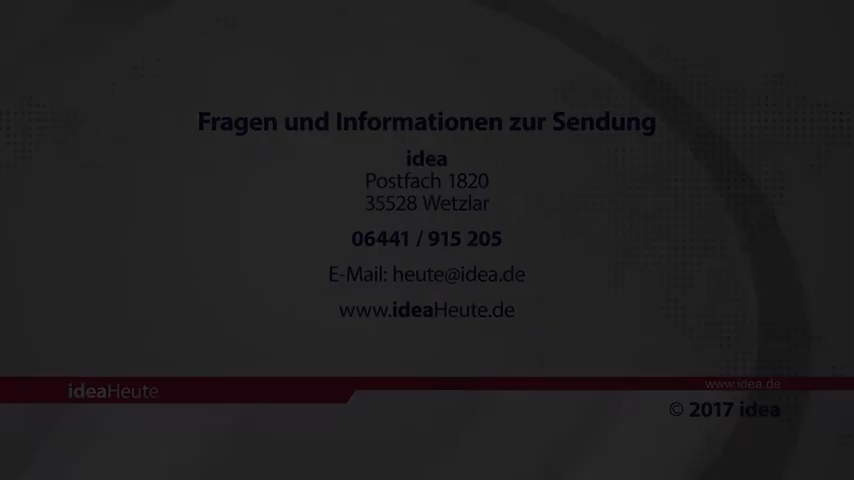 Fragen und Informationen zur Sendung
idea
Postfach 1820
35528 Wetzlar
06441 / 915 205
E-Mail: heute@idea.de
www.ideaHeute.de
www.idea.de
ideaHeute
© 2017 idea